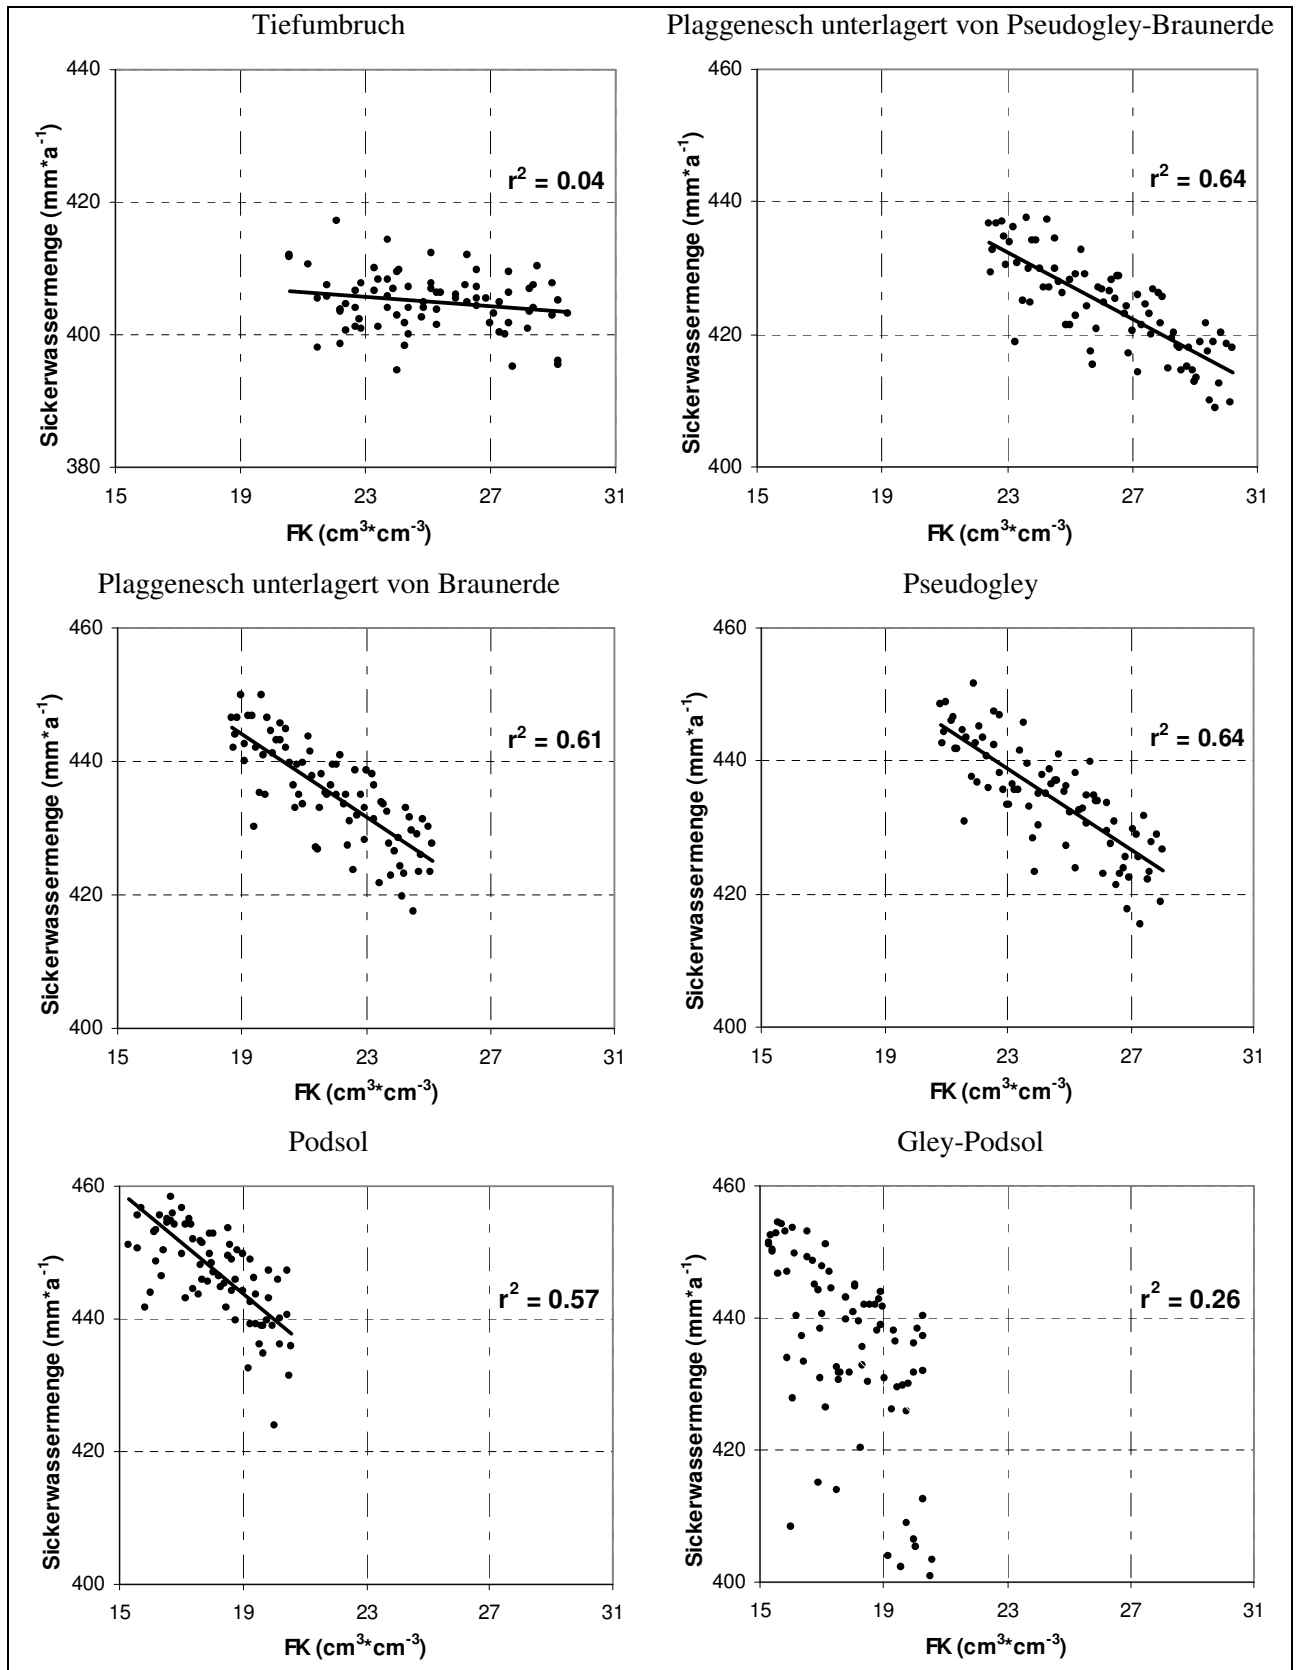 Tiefumbruch
440
420
400
380
Sickerwassermenge (mm*a⁻¹)
r² = 0.04
15 19 23 27 31
FK (cm³*cm⁻³)
Plaggenesch unterlagert von Pseudogley-Braunerde
460
440
420
400
Sickerwassermenge (mm*a⁻¹)
r² = 0.64
15 19 23 27 31
FK (cm³*cm⁻³)
Plaggenesch unterlagert von Braunerde
460
440
420
400
Sickerwassermenge (mm*a⁻¹)
r² = 0.61
15 19 23 27 31
FK (cm³*cm⁻³)
Pseudogley
460
440
420
400
Sickerwassermenge (mm*a⁻¹)
r² = 0.64
15 19 23 27 31
FK (cm³*cm⁻³)
Podsol
460
440
420
400
Sickerwassermenge (mm*a⁻¹)
r² = 0.57
15 19 23 27 31
FK (cm³*cm⁻³)
Gley-Podsol
460
440
420
400
Sickerwassermenge (mm*a⁻¹)
r² = 0.26
15 19 23 27 31
FK (cm³*cm⁻³)